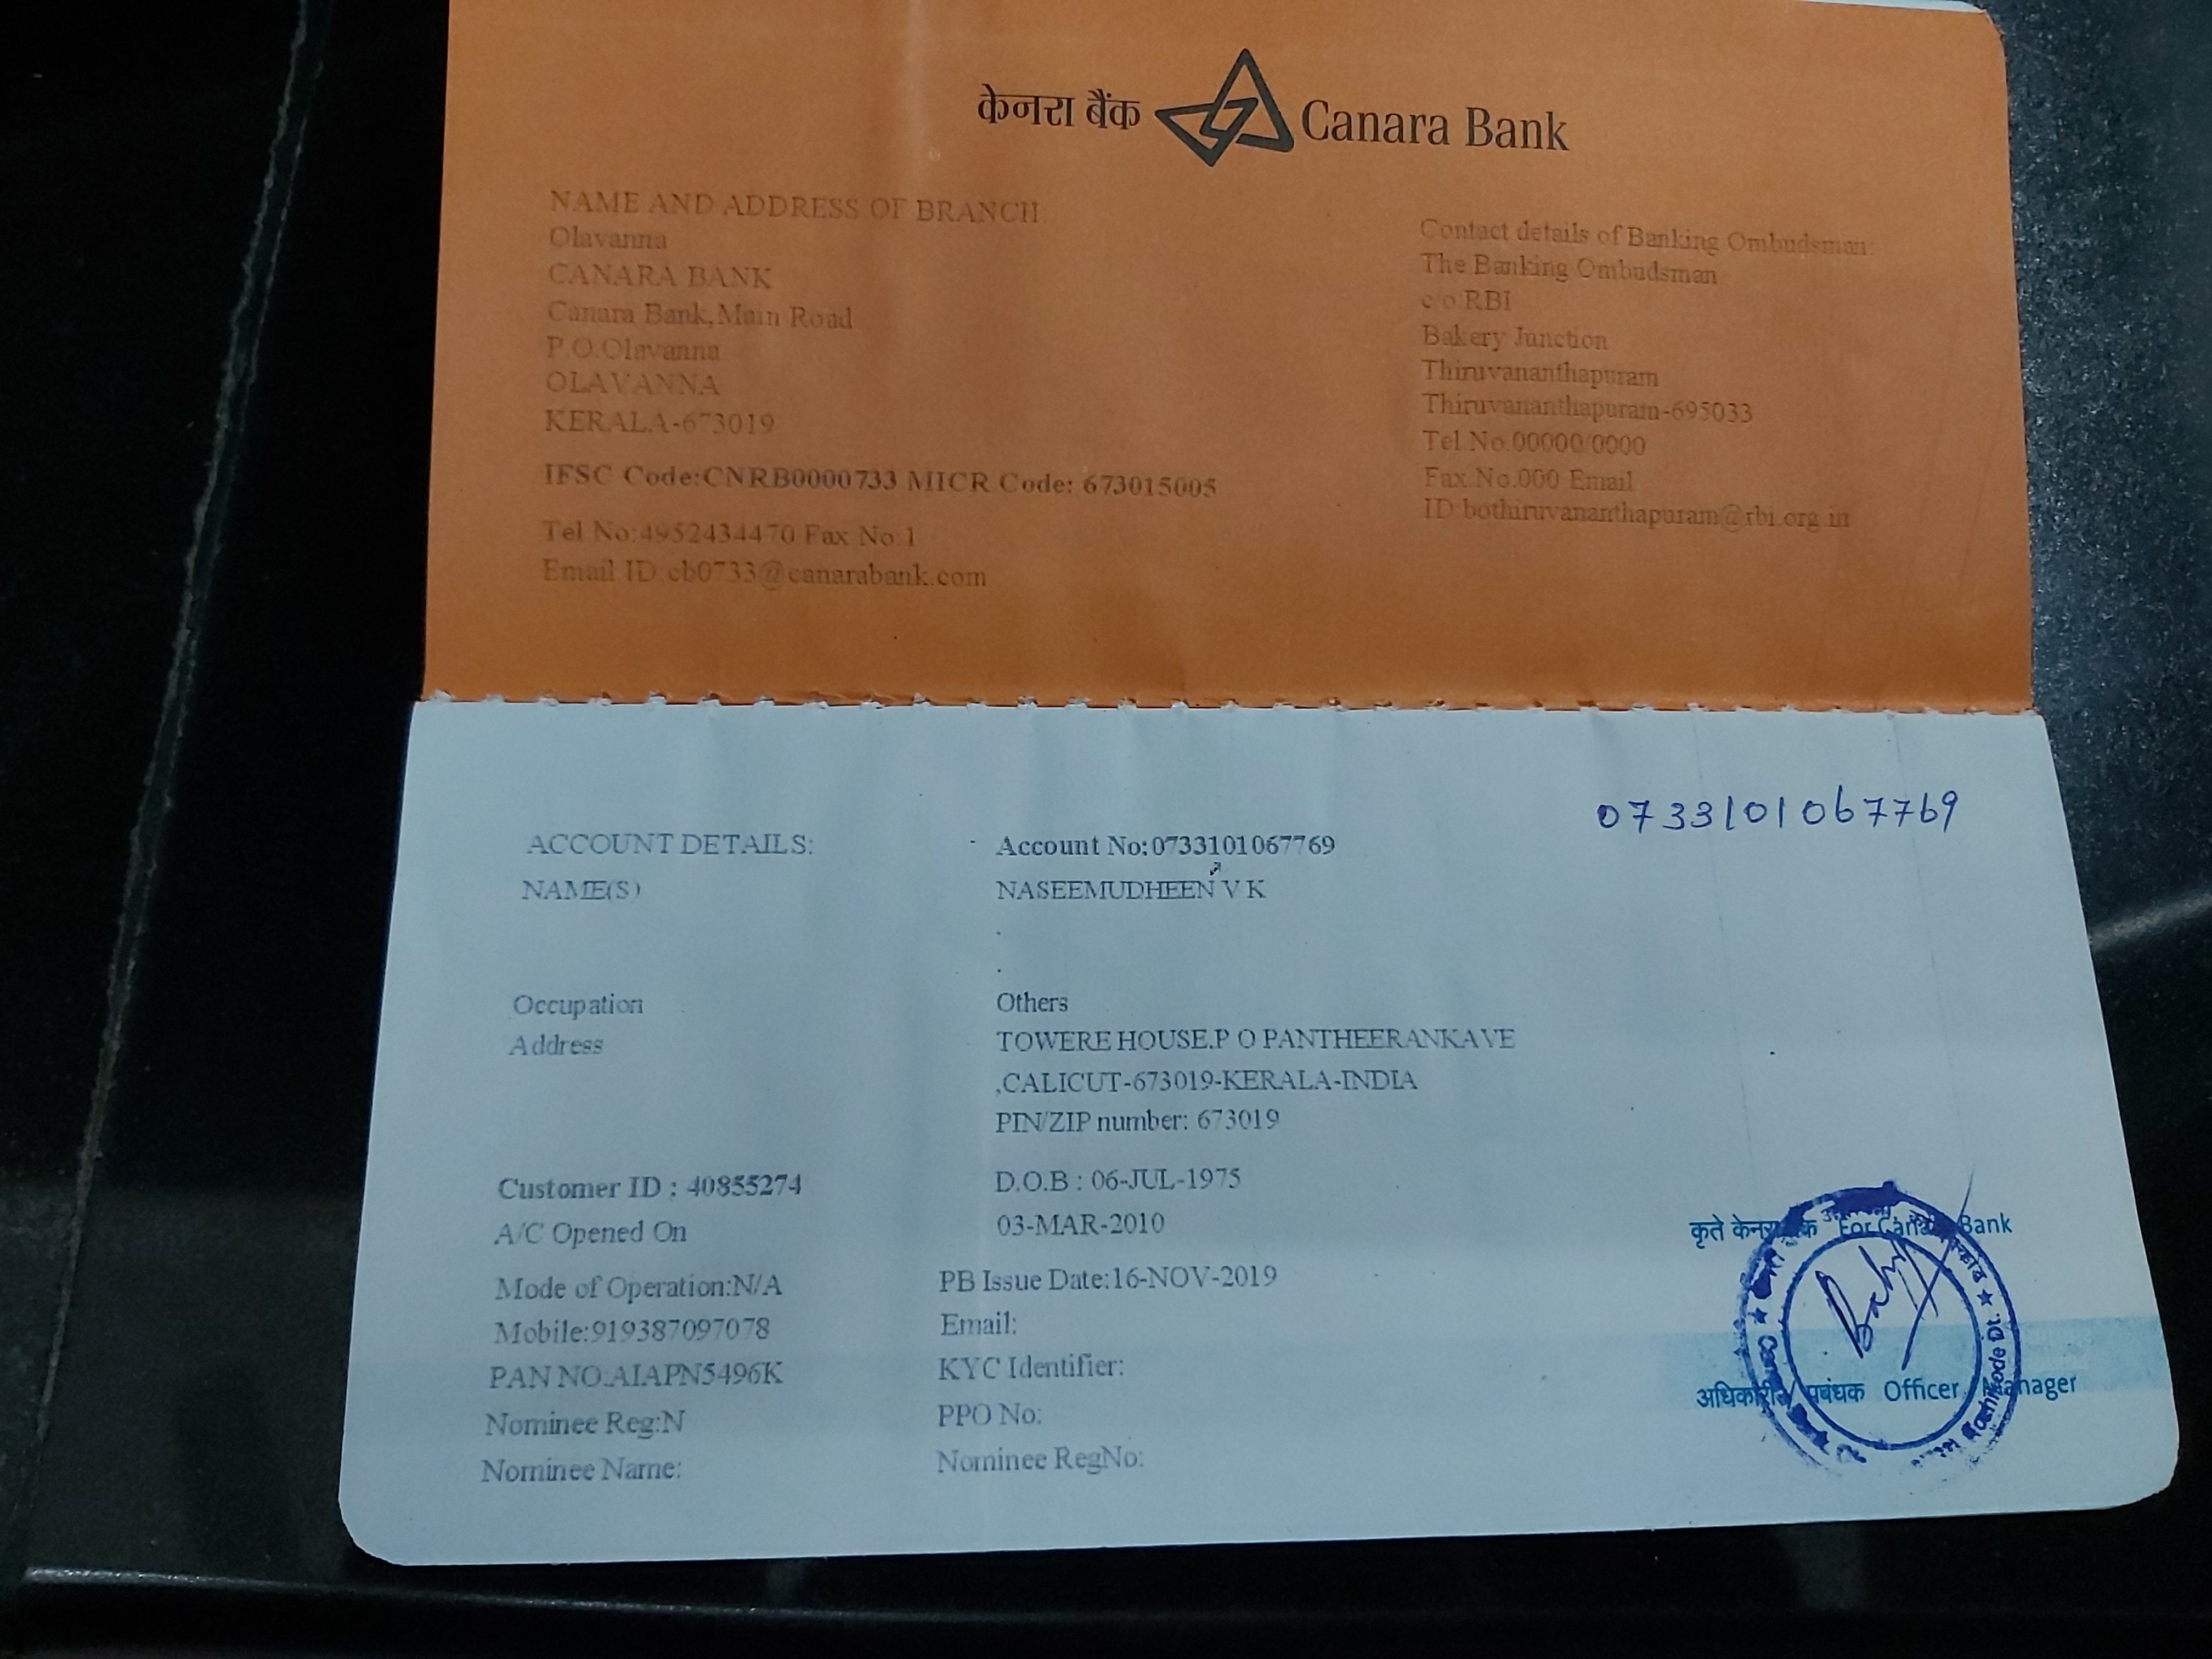 केनरा बैंक Canara Bank
NAME AND ADDRESS OF BRANCH
Olavanna
CANARA BANK
Canara Bank,Main Road
P.O.Olavanna
OLAVANNA
KERALA-673019
IFSC Code:CNRB0000733 MICR Code: 673015005
Tel No:4952434470 Fax No:1
Email ID:cb0733@canarabank.com
Contact details of Banking Ombudsman:
The Banking Ombudsman
c/o RBI
Bakery Junction
Thiruvananthapuram
Thiruvananthapuram-695033
Tel.No.00000/0000
Fax.No.000 Email
ID bothiruvananthapuram@rbi.org.in
07331010 67769
ACCOUNT DETAILS: Account No:0733101067769
NAME(S) NASEEMUDHEEN V K
Occupation Others
Address TOWERE HOUSE,P O PANTHEERANKAVE
,CALICUT-673019-KERALA-INDIA
PIN/ZIP number: 673019
Customer ID : 40855274 D.O.B : 06-JUL-1975
A/C Opened On 03-MAR-2010
Mode of Operation:N/A PB Issue Date:16-NOV-2019
Mobile:919387097078 Email:
PAN NO:AIAPN5496K KYC Identifier:
Nominee Reg:N PPO No:
Nominee Name: Nominee RegNo:
कृते For Bank
प्रबंधक Officer Manager
Dt.